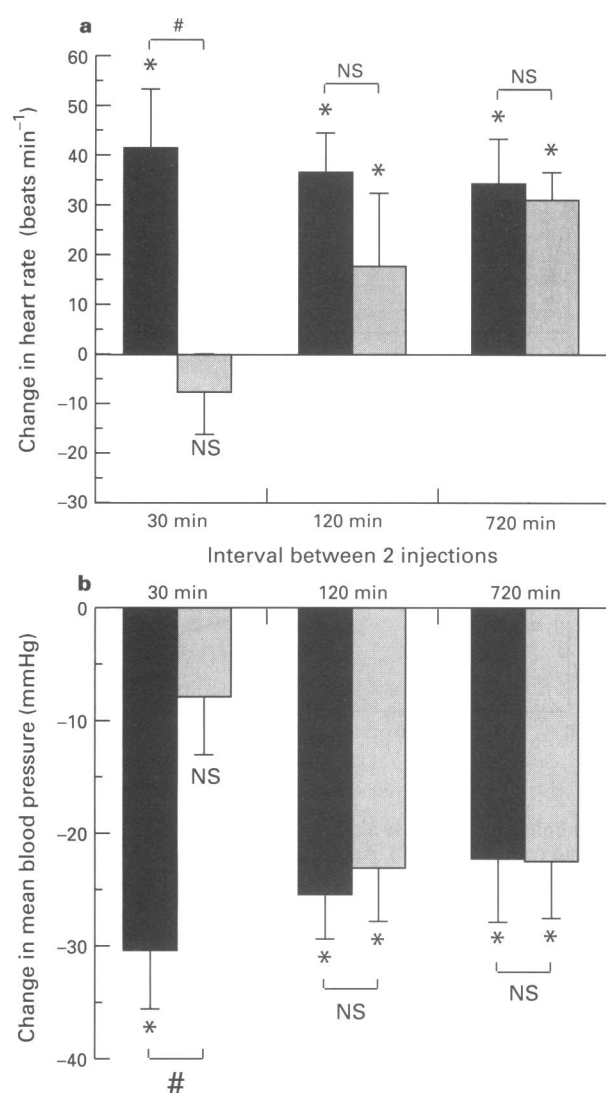 a
#
60
50
40
30
20
10
0
−10
−20
−30
Change in heart rate (beats min⁻¹)
*
NS
*
*
NS
*
*
NS
30 min
120 min
720 min
Interval between 2 injections
b
30 min
120 min
720 min
0
−10
−20
−30
−40
Change in mean blood pressure (mmHg)
NS
*
*
*
*
*
NS
NS
#